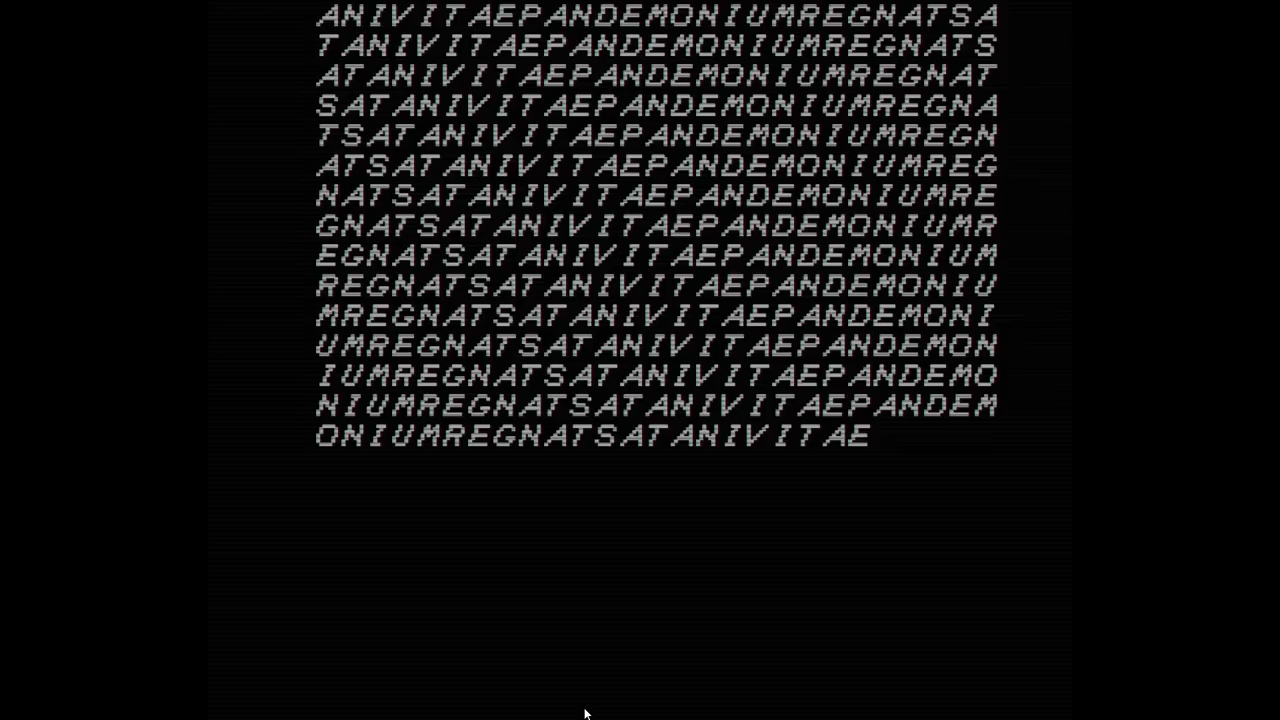 ANIVITAEPANDEMONIUMREGNATSA
TANIVITAEPANDEMONIUMREGNATS
ATANIVITAEPANDEMONIUMREGNAT
SATANIVITAEPANDEMONIUMREGNA
TSATANIVITAEPANDEMONIUMREGN
ATSATANIVITAEPANDEMONIUMREG
NATSATANIVITAEPANDEMONIUMRE
GNATSATANIVITAEPANDEMONIUMR
EGNATSATANIVITAEPANDEMONIUM
REGNATSATANIVITAEPANDEMONIU
MREGNATSATANIVITAEPANDEMONI
UMREGNATSATANIVITAEPANDEMON
IUMREGNATSATANIVITAEPANDEMO
NIUMREGNATSATANIVITAEPANDEM
ONIUMREGNATSATANIVITAE